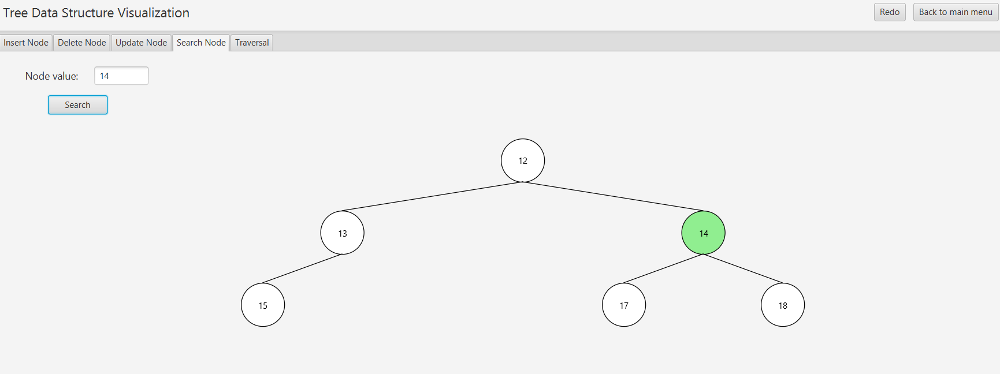 Tree Data Structure Visualization
Redo
Back to main menu
Insert Node
Delete Node
Update Node
Search Node
Traversal
Node value:
14
Search
12
13
14
15
17
18